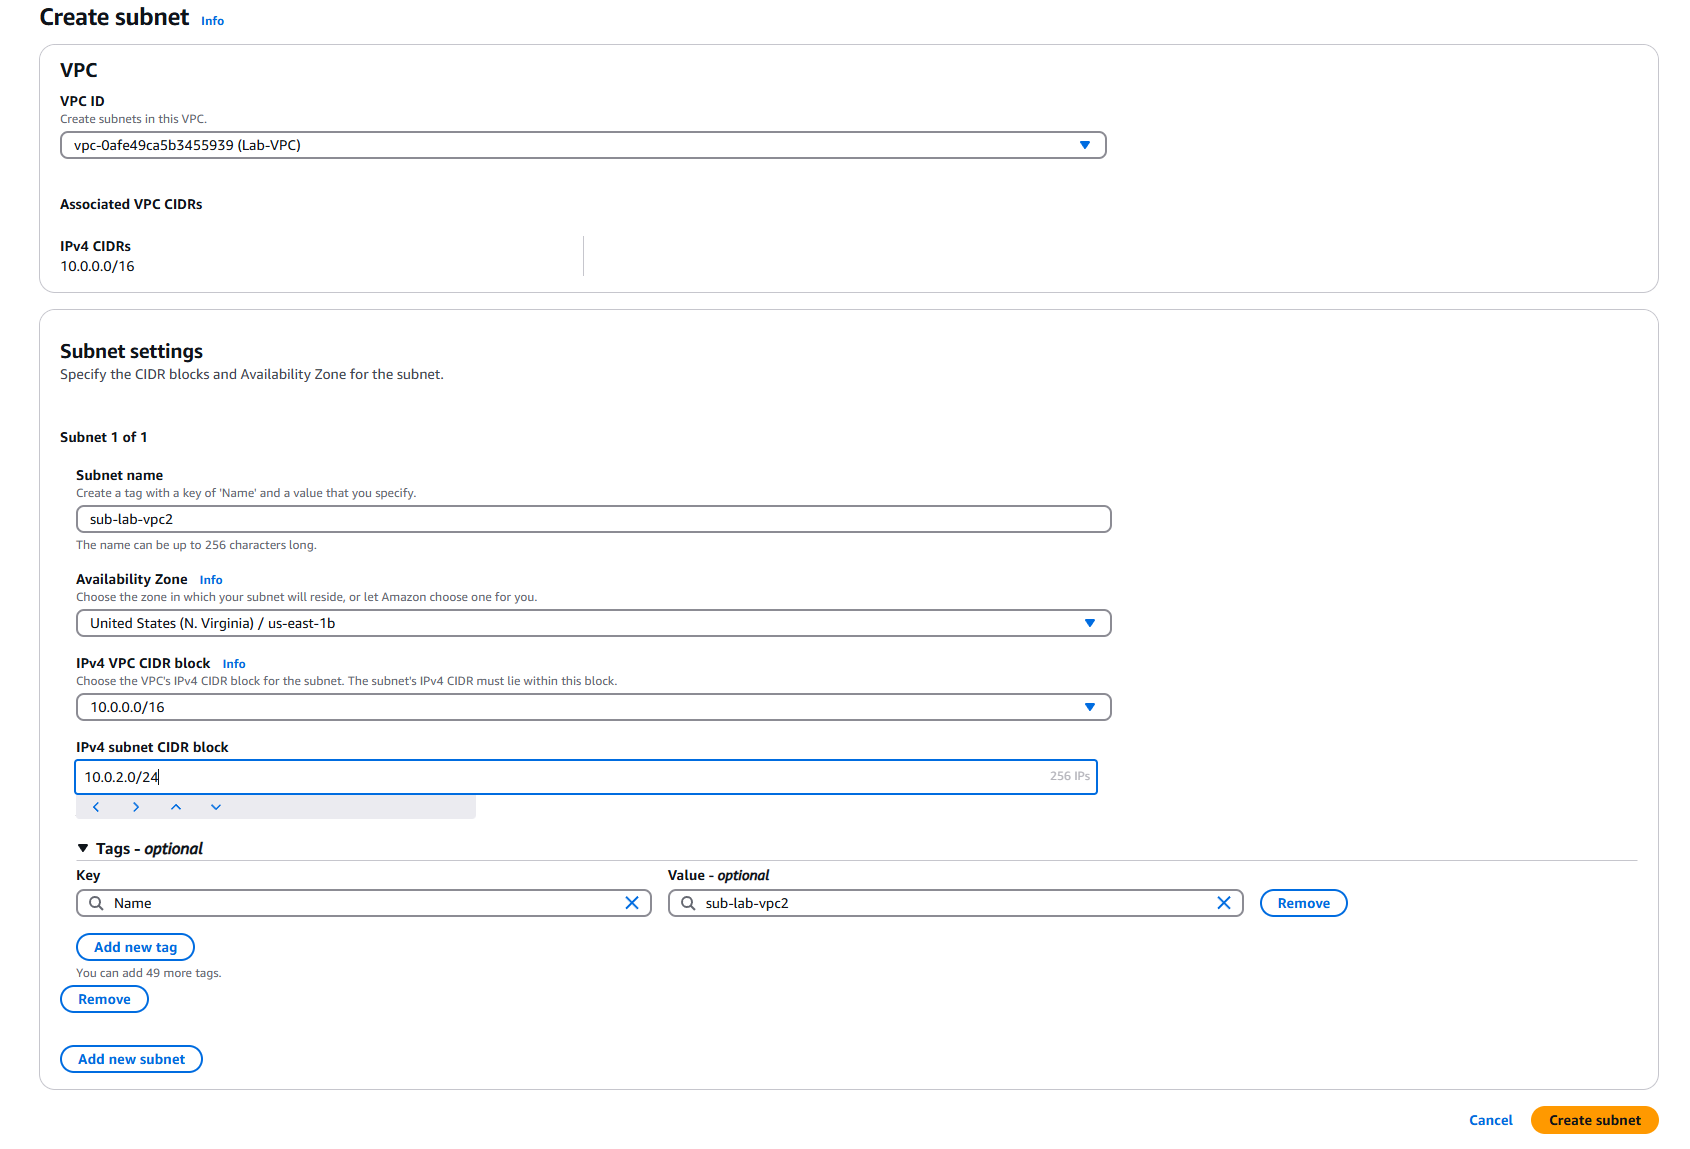 Create subnet Info
VPC
VPC ID
Create subnets in this VPC.
vpc-0afe49ca5b3455939 (Lab-VPC)
Associated VPC CIDRs
IPv4 CIDRs
10.0.0.0/16
Subnet settings
Specify the CIDR blocks and Availability Zone for the subnet.
Subnet 1 of 1
Subnet name
Create a tag with a key of 'Name' and a value that you specify.
sub-lab-vpc2
The name can be up to 256 characters long.
Availability Zone Info
Choose the zone in which your subnet will reside, or let Amazon choose one for you.
United States (N. Virginia) / us-east-1b
IPv4 VPC CIDR block Info
Choose the VPC's IPv4 CIDR block for the subnet. The subnet's IPv4 CIDR must lie within this block.
10.0.0.0/16
IPv4 subnet CIDR block
10.0.2.0/24 256 IPs
Tags - optional
Key Value - optional
Name sub-lab-vpc2 Remove
Add new tag
You can add 49 more tags.
Remove
Add new subnet
Cancel Create subnet